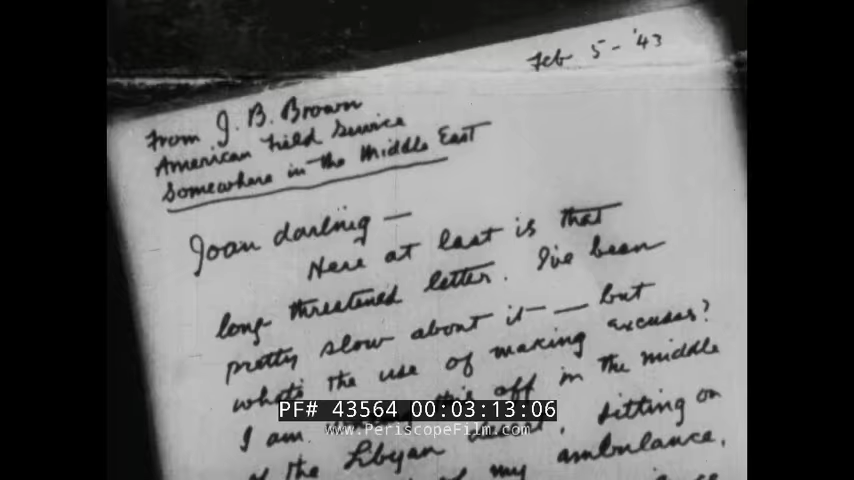 Feb 5 - '43
From J. B. Brown
American Field Service
Somewhere in the Middle East
Joan darling —
Here at last is that
long threatened letter. I've been
pretty slow about it — but
whats the use of making excuses?
I am this off in the middle
of the Libyan sitting on
my ambulance,
PF# 43564 00:03:13:06
www.PeriscopeFilm.com